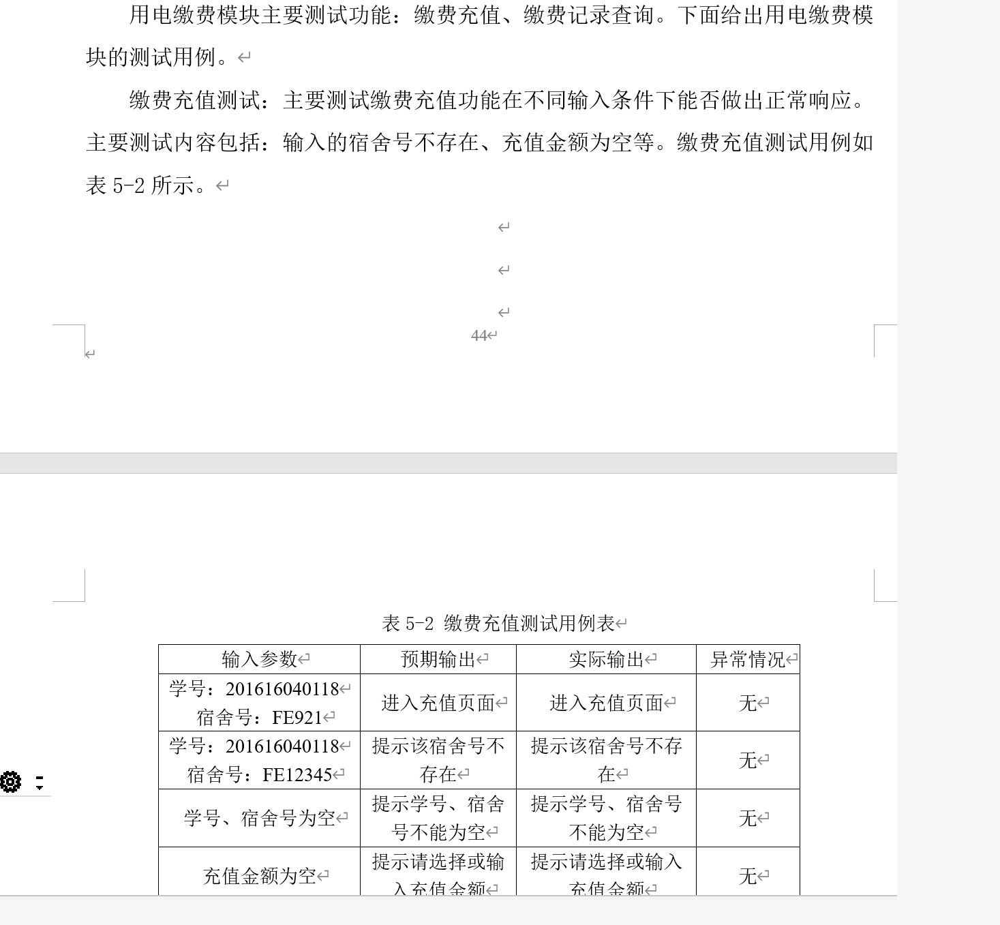 用电缴费模块主要测试功能：缴费充值、缴费记录查询。下面给出用电缴费模
块的测试用例。
缴费充值测试：主要测试缴费充值功能在不同输入条件下能否做出正常响应。
主要测试内容包括：输入的宿舍号不存在、充值金额为空等。缴费充值测试用例如
表 5-2 所示。
44
表 5-2 缴费充值测试用例表
输入参数 预期输出 实际输出 异常情况
学号：201616040118
宿舍号：FE921
进入充值页面
进入充值页面
无
学号：201616040118
宿舍号：FE12345
提示该宿舍号不
存在
提示该宿舍号不存
在
无
学号、宿舍号为空
提示学号、宿舍
号不能为空
提示学号、宿舍号
不能为空
无
充值金额为空
提示请选择或输
入充值金额
提示请选择或输入
充值金额
无